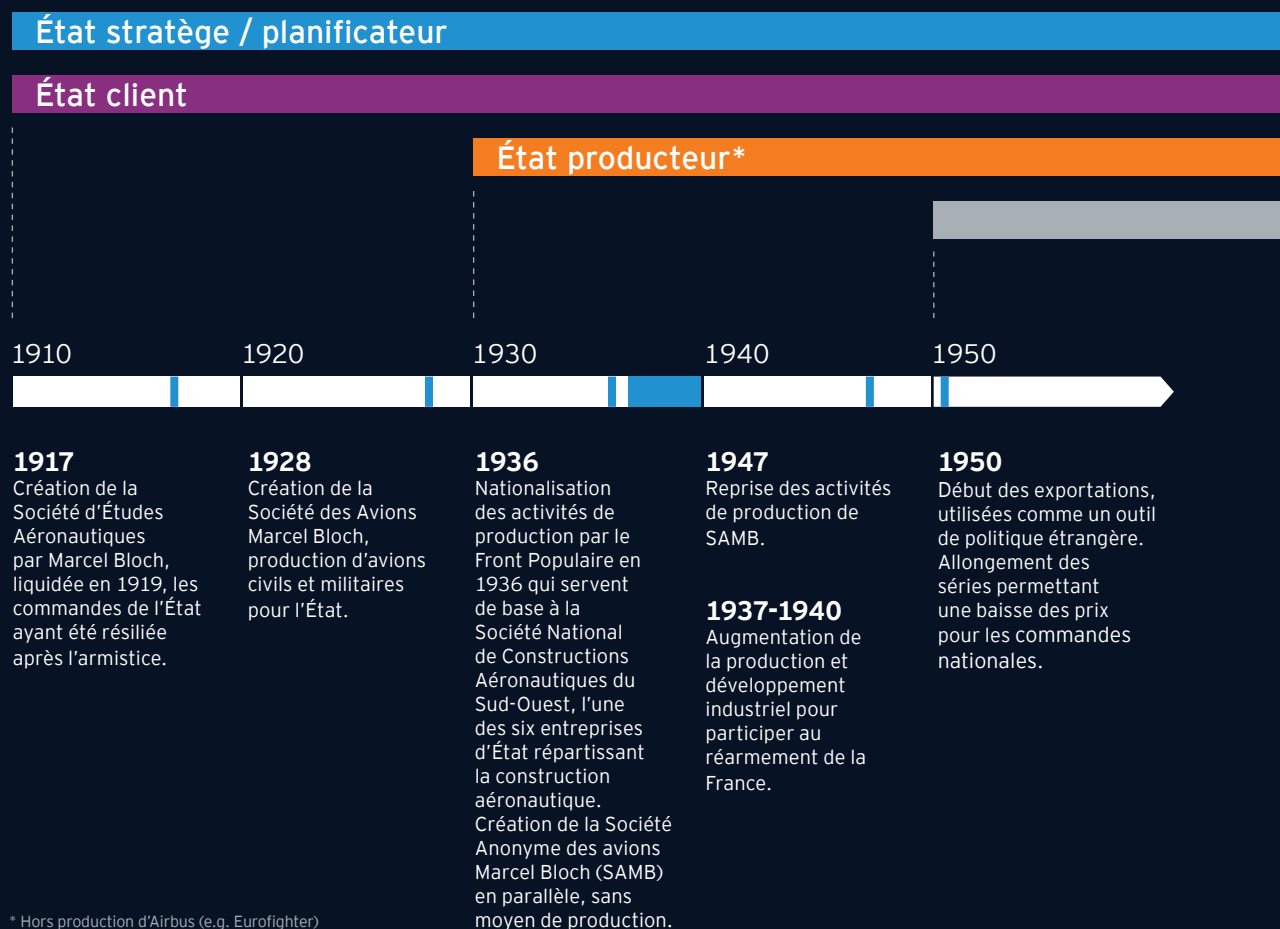 État stratège / planificateur
État client
État producteur*
1910
1920
1930
1940
1950
1917
Création de la
Société d'Études
Aéronautiques
par Marcel Bloch,
liquidée en 1919, les
commandes de l'État
ayant été résiliée
après l'armistice.
1928
Création de la
Société des Avions
Marcel Bloch,
production d'avions
civils et militaires
pour l'État.
1936
Nationalisation
des activités de
production par le
Front Populaire en
1936 qui servent
de base à la
Société National
de Constructions
Aéronautiques du
Sud-Ouest, l'une
des six entreprises
d'État répartissant
la construction
aéronautique.
Création de la Société
Anonyme des avions
Marcel Bloch (SAMB)
en parallèle, sans
moyen de production.
1947
Reprise des activités
de production de
SAMB.
1937-1940
Augmentation de
la production et
développement
industriel pour
participer au
réarmement de la
France.
1950
Début des exportations,
utilisées comme un outil
de politique étrangère.
Allongement des
séries permettant
une baisse des prix
pour les commandes
nationales.
* Hors production d'Airbus (e.g. Eurofighter)